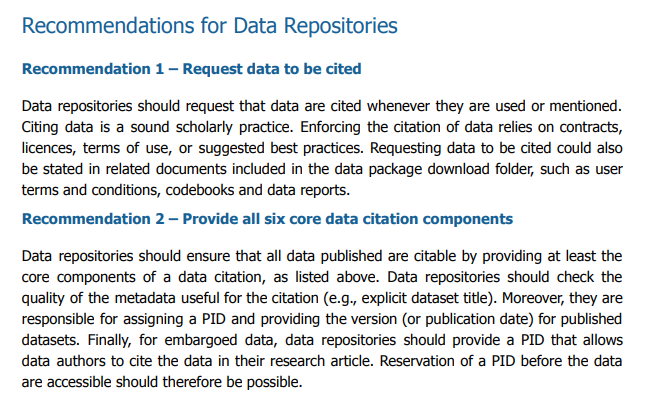 Recommendations for Data Repositories
Recommendation 1 – Request data to be cited
Data repositories should request that data are cited whenever they are used or mentioned.
Citing data is a sound scholarly practice. Enforcing the citation of data relies on contracts,
licences, terms of use, or suggested best practices. Requesting data to be cited could also
be stated in related documents included in the data package download folder, such as user
terms and conditions, codebooks and data reports.
Recommendation 2 – Provide all six core data citation components
Data repositories should ensure that all data published are citable by providing at least the
core components of a data citation, as listed above. Data repositories should check the
quality of the metadata useful for the citation (e.g., explicit dataset title). Moreover, they are
responsible for assigning a PID and providing the version (or publication date) for published
datasets. Finally, for embargoed data, data repositories should provide a PID that allows
data authors to cite the data in their research article. Reservation of a PID before the data
are accessible should therefore be possible.